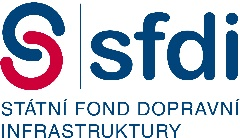 sfdi
STÁTNÍ FOND DOPRAVNÍ
INFRASTRUKTURY